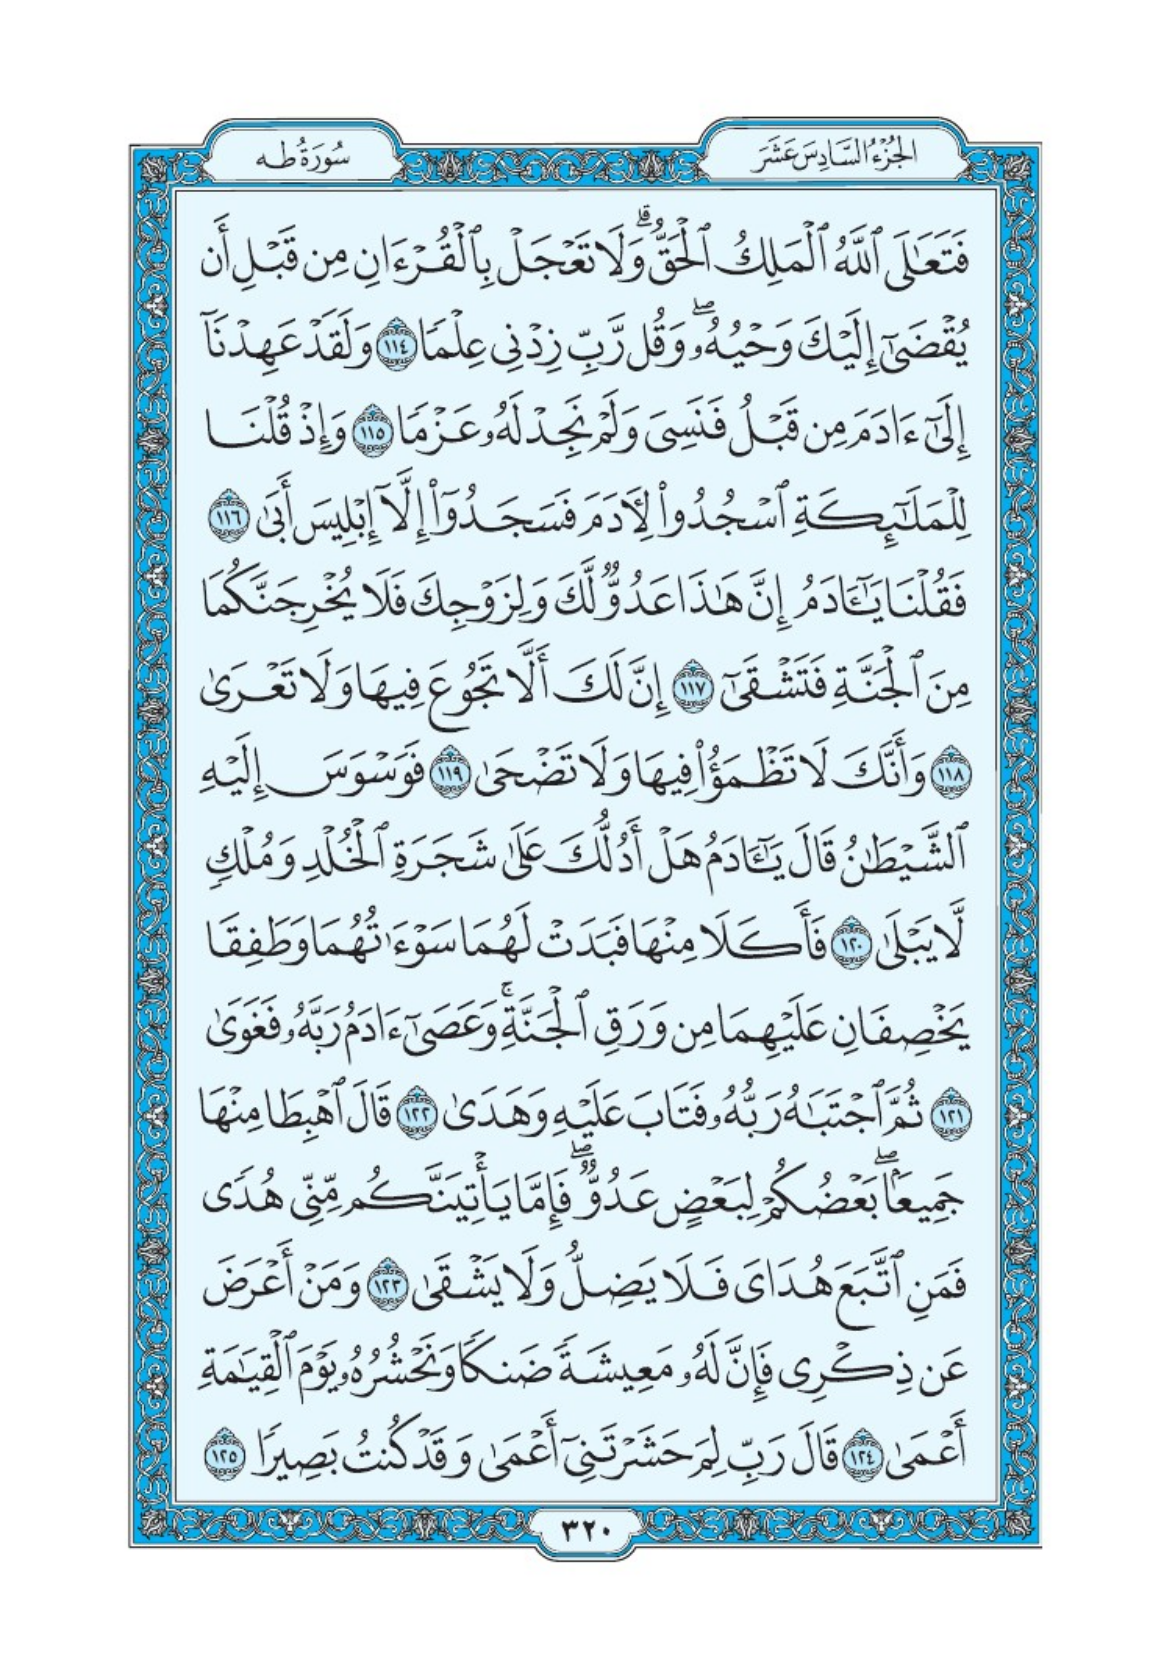 الجُزْءُ السَّادِسَ عَشَرَ
سُورَةُ طه
فَتَعَٰلَى ٱللَّهُ ٱلْمَلِكُ ٱلْحَقُّ ۗ وَلَا تَعْجَلْ بِٱلْقُرْءَانِ مِن قَبْلِ أَن
يُقْضَىٰٓ إِلَيْكَ وَحْيُهُۥ ۖ وَقُل رَّبِّ زِدْنِى عِلْمًا ١١٤ وَلَقَدْ عَهِدْنَآ
إِلَىٰٓ ءَادَمَ مِن قَبْلُ فَنَسِىَ وَلَمْ نَجِدْ لَهُۥ عَزْمًا ١١٥ وَإِذْ قُلْنَا
لِلْمَلَٰٓئِكَةِ ٱسْجُدُوا۟ لِءَادَمَ فَسَجَدُوٓا۟ إِلَّآ إِبْلِيسَ أَبَىٰ ١١٦
فَقُلْنَا يَٰٓـَٔادَمُ إِنَّ هَٰذَا عَدُوٌّ لَّكَ وَلِزَوْجِكَ فَلَا يُخْرِجَنَّكُمَا
مِنَ ٱلْجَنَّةِ فَتَشْقَىٰٓ ١١٧ إِنَّ لَكَ أَلَّا تَجُوعَ فِيهَا وَلَا تَعْرَىٰ
١١٨ وَأَنَّكَ لَا تَظْمَؤُا۟ فِيهَا وَلَا تَضْحَىٰ ١١٩ فَوَسْوَسَ إِلَيْهِ
ٱلشَّيْطَٰنُ قَالَ يَٰٓـَٔادَمُ هَلْ أَدُلُّكَ عَلَىٰ شَجَرَةِ ٱلْخُلْدِ وَمُلْكٍ
لَّا يَبْلَىٰ ١٢٠ فَأَكَلَا مِنْهَا فَبَدَتْ لَهُمَا سَوْءَٰتُهُمَا وَطَفِقَا
يَخْصِفَانِ عَلَيْهِمَا مِن وَرَقِ ٱلْجَنَّةِ ۚ وَعَصَىٰٓ ءَادَمُ رَبَّهُۥ فَغَوَىٰ
١٢١ ثُمَّ ٱجْتَبَٰهُ رَبُّهُۥ فَتَابَ عَلَيْهِ وَهَدَىٰ ١٢٢ قَالَ ٱهْبِطَا مِنْهَا
جَمِيعًۢا ۖ بَعْضُكُمْ لِبَعْضٍ عَدُوٌّ ۖ فَإِمَّا يَأْتِيَنَّكُم مِّنِّى هُدًى
فَمَنِ ٱتَّبَعَ هُدَاىَ فَلَا يَضِلُّ وَلَا يَشْقَىٰ ١٢٣ وَمَنْ أَعْرَضَ
عَن ذِكْرِى فَإِنَّ لَهُۥ مَعِيشَةً ضَنكًا وَنَحْشُرُهُۥ يَوْمَ ٱلْقِيَٰمَةِ
أَعْمَىٰ ١٢٤ قَالَ رَبِّ لِمَ حَشَرْتَنِىٓ أَعْمَىٰ وَقَدْ كُنتُ بَصِيرًا ١٢٥
٣٢٠